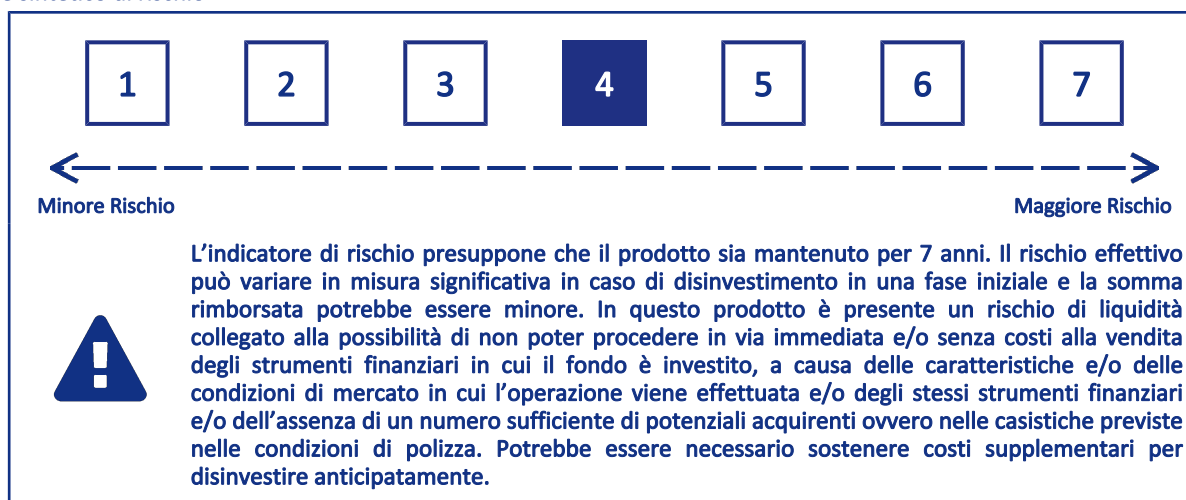 1 2 3 4 5 6 7
Minore Rischio Maggiore Rischio
L’indicatore di rischio presuppone che il prodotto sia mantenuto per 7 anni. Il rischio effettivo
può variare in misura significativa in caso di disinvestimento in una fase iniziale e la somma
rimborsata potrebbe essere minore. In questo prodotto è presente un rischio di liquidità
collegato alla possibilità di non poter procedere in via immediata e/o senza costi alla vendita
degli strumenti finanziari in cui il fondo è investito, a causa delle caratteristiche e/o delle
condizioni di mercato in cui l’operazione viene effettuata e/o degli stessi strumenti finanziari
e/o dell’assenza di un numero sufficiente di potenziali acquirenti ovvero nelle casistiche previste
nelle condizioni di polizza. Potrebbe essere necessario sostenere costi supplementari per
disinvestire anticipatamente.